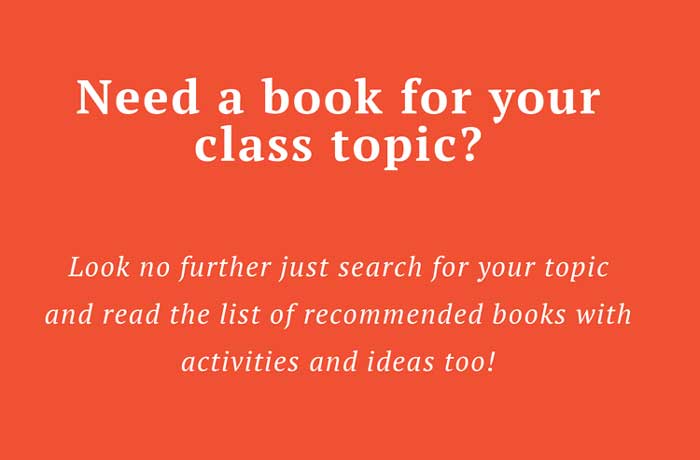 Need a book for your
class topic?
Look no further just search for your topic
and read the list of recommended books with
activities and ideas too!